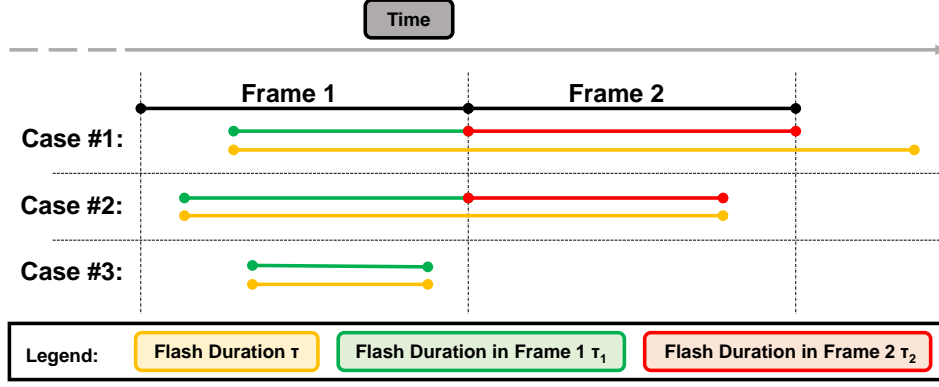 Time
Frame 1 Frame 2
Case #1:
Case #2:
Case #3:
Legend: Flash Duration τ Flash Duration in Frame 1 τ₁ Flash Duration in Frame 2 τ₂